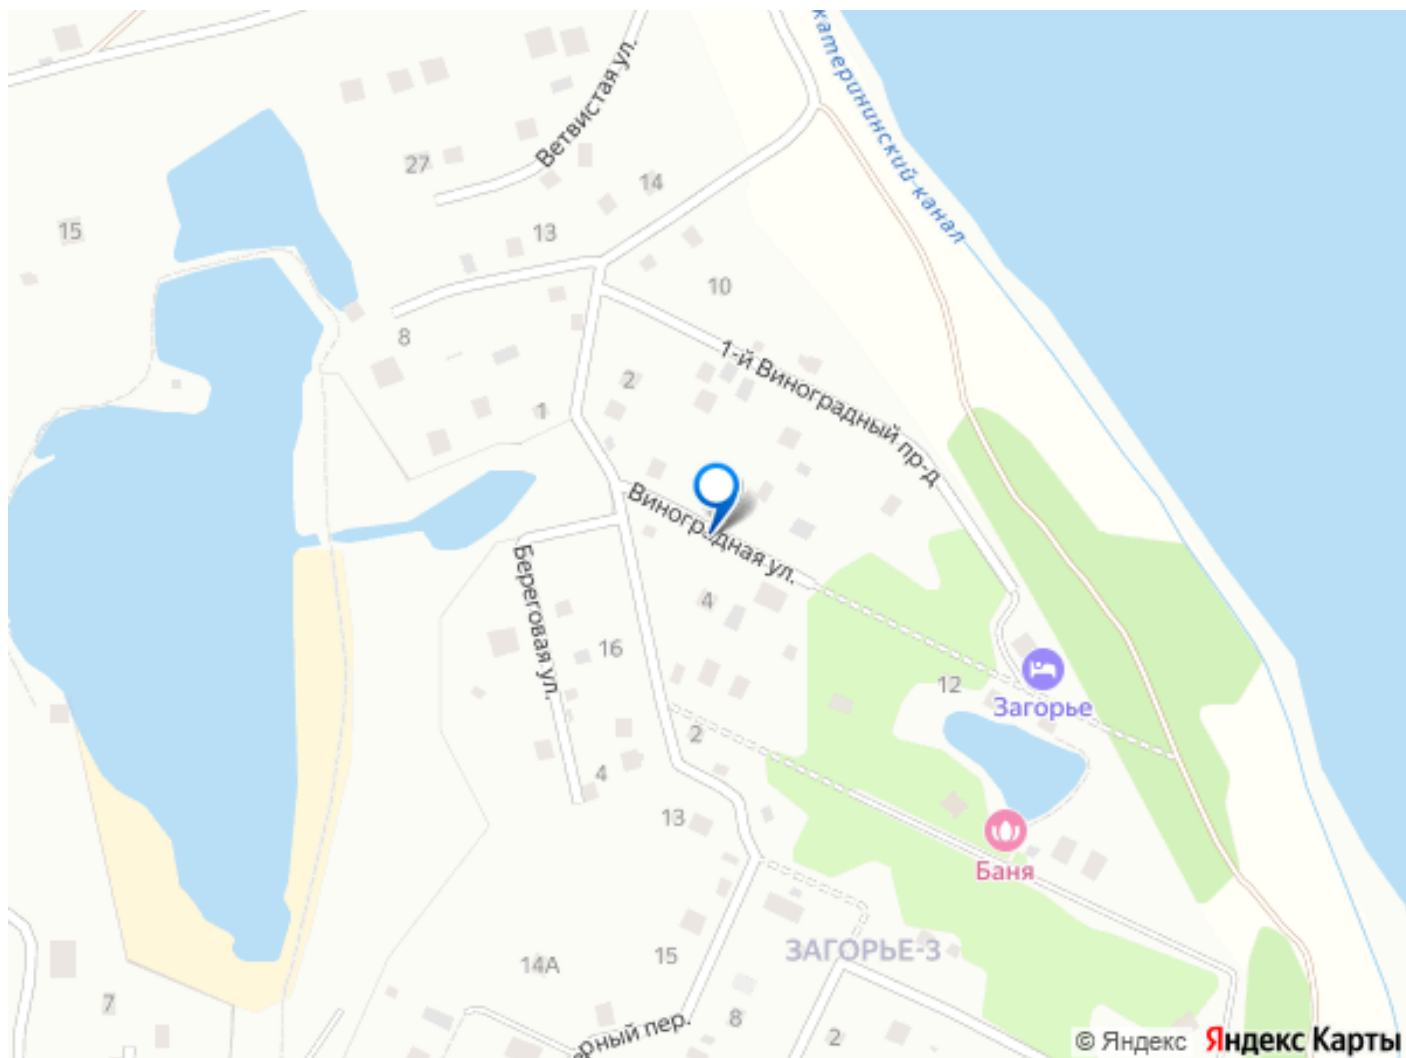 катерининский канал
Ветвистая ул.
27
14
15
13
10
8
1-й Виноградный пр-д
2
1
Виноградная ул.
Береговая ул.
4
16
12
Загорье
2
4
13
Баня
ЗАГОРЬЕ-3
15
14А
7
8
2
рный пер.
© Яндекс Яндекс Карты